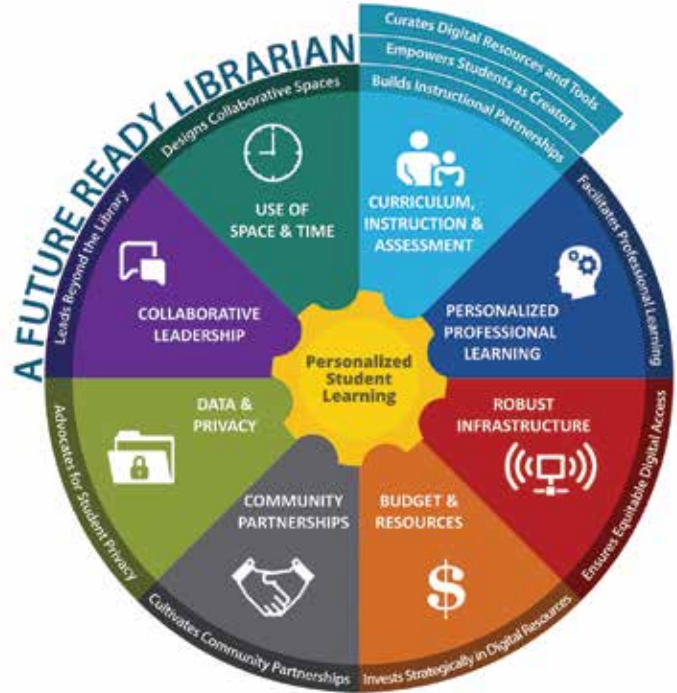 A FUTURE READY LIBRARIAN
Curates Digital Resources and Tools
Empowers Students as Creators
Builds Instructional Partnerships
CURRICULUM,
INSTRUCTION &
ASSESSMENT
Facilitates Professional Learning
PERSONALIZED
PROFESSIONAL
LEARNING
Ensures Equitable Digital Access
ROBUST
INFRASTRUCTURE
Invests Strategically in Digital Resources
BUDGET &
RESOURCES
$
Cultivates Community Partnerships
COMMUNITY
PARTNERSHIPS
Advocates for Student Privacy
DATA &
PRIVACY
Leads Beyond the Library
COLLABORATIVE
LEADERSHIP
Designs Collaborative Spaces
USE OF
SPACE & TIME
Personalized
Student
Learning